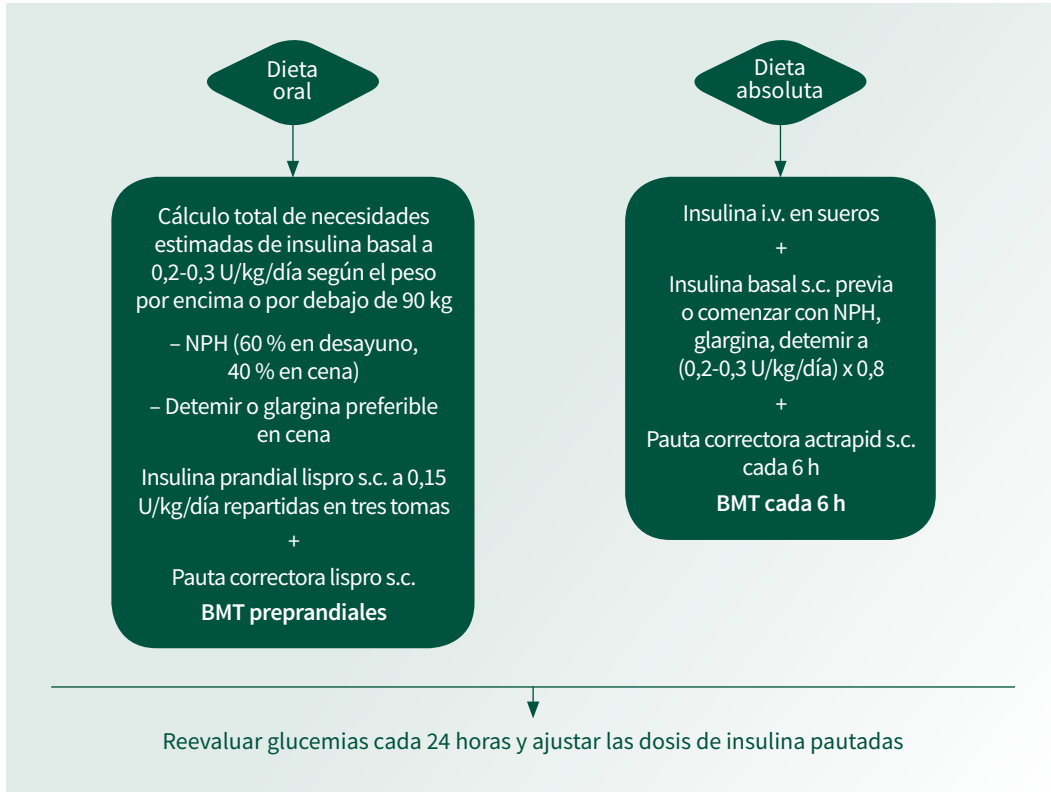 Dieta
oral
Cálculo total de necesidades
estimadas de insulina basal a
0,2-0,3 U/kg/día según el peso
por encima o por debajo de 90 kg
– NPH (60 % en desayuno,
40 % en cena)
– Detemir o glargina preferible
en cena
Insulina prandial lispro s.c. a 0,15
U/kg/día repartidas en tres tomas
+
Pauta correctora lispro s.c.
BMT preprandiales
Dieta
absoluta
Insulina i.v. en sueros
+
Insulina basal s.c. previa
o comenzar con NPH,
glargina, detemir a
(0,2-0,3 U/kg/día) x 0,8
+
Pauta correctora actrapid s.c.
cada 6 h
BMT cada 6 h
Reevaluar glucemias cada 24 horas y ajustar las dosis de insulina pautadas